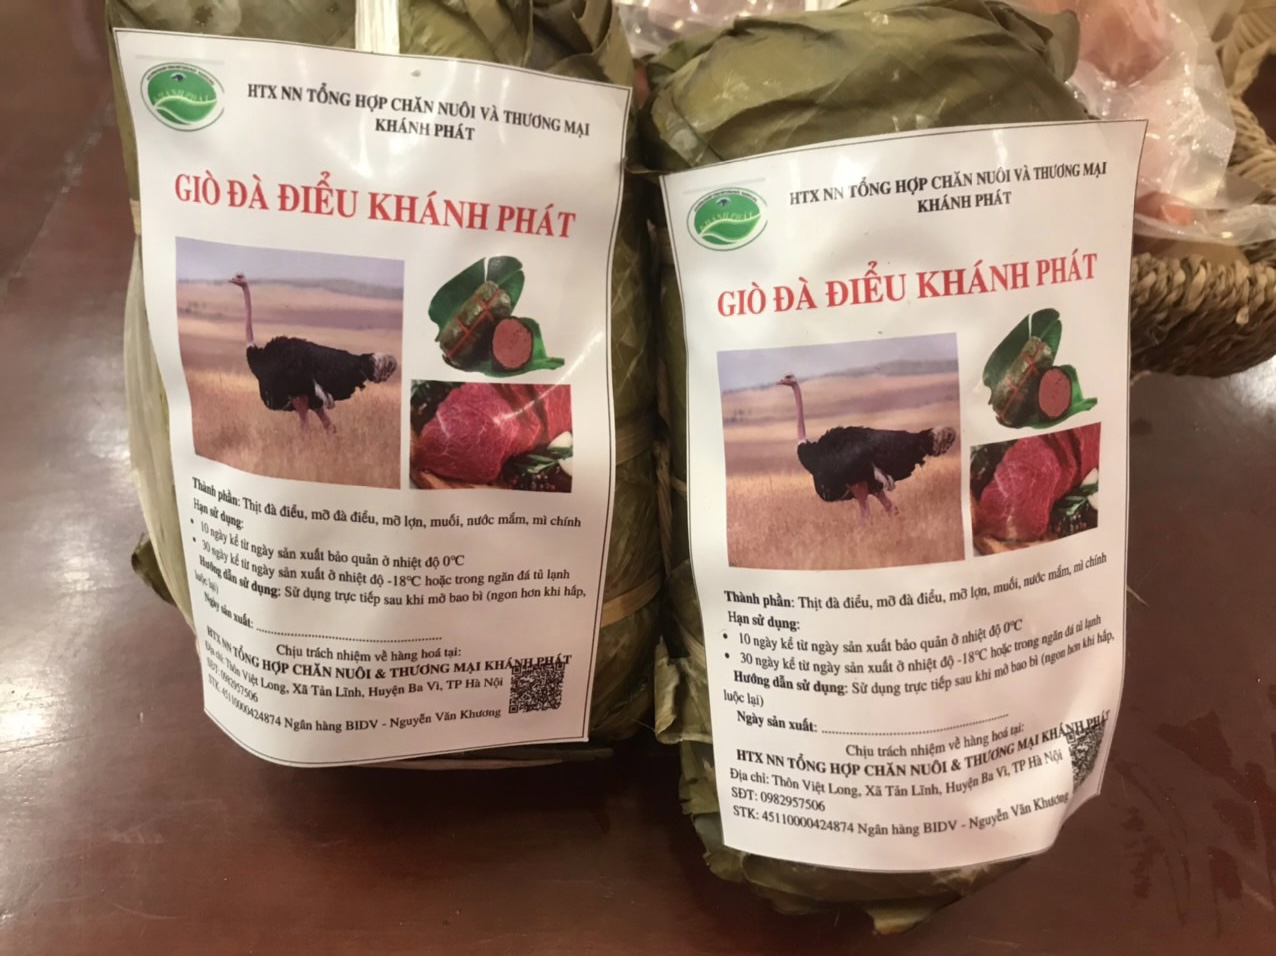 HTX NN TỔNG HỢP CHĂN NUÔI VÀ THƯƠNG MẠI
KHÁNH PHÁT
KHÁNH PHÁT
GIÒ ĐÀ ĐIỂU KHÁNH PHÁT
Thành phần: Thịt đà điểu, mỡ đà điểu, mỡ lợn, muối, nước mắm, mì chính
Hạn sử dụng:
• 10 ngày kể từ ngày sản xuất bảo quản ở nhiệt độ 0°C
• 30 ngày kể từ ngày sản xuất ở nhiệt độ -18°C hoặc trong ngăn đá tủ lạnh
Hướng dẫn sử dụng: Sử dụng trực tiếp sau khi mở bao bì (ngon hơn khi hấp,
luộc lại)
Ngày sản xuất: ........................................
Chịu trách nhiệm về hàng hoá tại:
HTX NN TỔNG HỢP CHĂN NUÔI & THƯƠNG MẠI KHÁNH PHÁT
Địa chỉ: Thôn Việt Long, Xã Tản Lĩnh, Huyện Ba Vì, TP Hà Nội
SĐT: 0982957506
STK: 45110000424874 Ngân hàng BIDV - Nguyễn Văn Khương
HTX NN TỔNG HỢP CHĂN NUÔI VÀ THƯƠNG MẠI
KHÁNH PHÁT
KHÁNH PHÁT
GIÒ ĐÀ ĐIỂU KHÁNH PHÁT
Thành phần: Thịt đà điểu, mỡ đà điểu, mỡ lợn, muối, nước mắm, mì chính
Hạn sử dụng:
• 10 ngày kể từ ngày sản xuất bảo quản ở nhiệt độ 0°C
• 30 ngày kể từ ngày sản xuất ở nhiệt độ -18°C hoặc trong ngăn đá tủ lạnh
Hướng dẫn sử dụng: Sử dụng trực tiếp sau khi mở bao bì (ngon hơn khi hấp,
luộc lại)
Ngày sản xuất: ........................................
Chịu trách nhiệm về hàng hoá tại:
HTX NN TỔNG HỢP CHĂN NUÔI & THƯƠNG MẠI KHÁNH PHÁT
Địa chỉ: Thôn Việt Long, Xã Tản Lĩnh, Huyện Ba Vì, TP Hà Nội
SĐT: 0982957506
STK: 45110000424874 Ngân hàng BIDV - Nguyễn Văn Khương